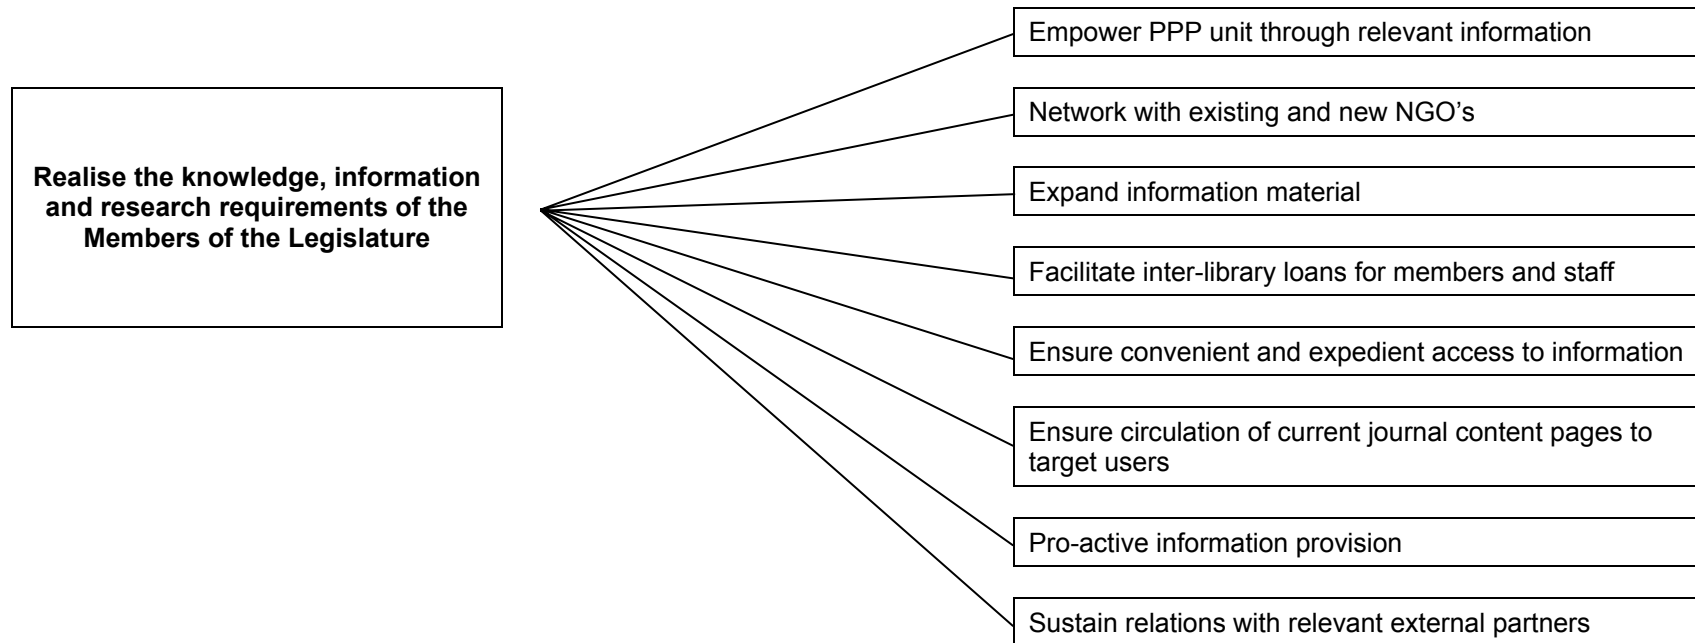 Empower PPP unit through relevant information
Network with existing and new NGO’s
Realise the knowledge, information
and research requirements of the
Members of the Legislature
Expand information material
Facilitate inter-library loans for members and staff
Ensure convenient and expedient access to information
Ensure circulation of current journal content pages to
target users
Pro-active information provision
Sustain relations with relevant external partners